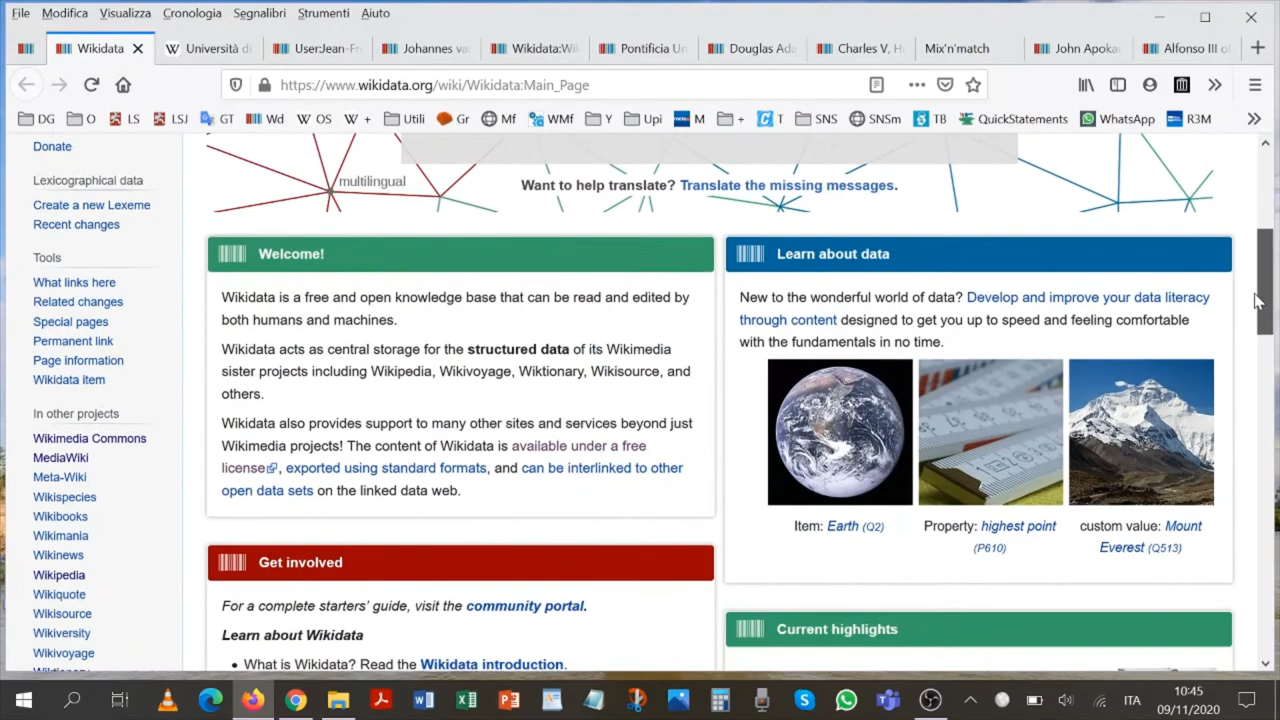 File Modifica Visualizza Cronologia Segnalibri Strumenti Aiuto
Wikidata Università di UserJean-Fre Johannes van Wikidata:Wi Pontificia Un Douglas Ada Charles V, H Mix'n'match John Apoka Alfonso III o
https://www.wikidata.org/wiki/Wikidata:Main_Page
DG O LS LSJ GT Wd OS + Utili Gr Mf WMf Y Upi M + T SNS SNSm TB QuickStatements WhatsApp R3M
Donate
Lexicographical data
Create a new Lexeme
Recent changes
Tools
What links here
Related changes
Special pages
Permanent link
Page information
Wikidata item
In other projects
Wikimedia Commons
MediaWiki
Meta-Wiki
Wikispecies
Wikibooks
Wikimania
Wikinews
Wikipedia
Wikiquote
Wikisource
Wikiversity
Wikivoyage
multilingual
Want to help translate? Translate the missing messages.
Welcome!
Wikidata is a free and open knowledge base that can be read and edited by
both humans and machines.
Wikidata acts as central storage for the structured data of its Wikimedia
sister projects including Wikipedia, Wikivoyage, Wiktionary, Wikisource, and
others.
Wikidata also provides support to many other sites and services beyond just
Wikimedia projects! The content of Wikidata is available under a free
license, exported using standard formats, and can be interlinked to other
open data sets on the linked data web.
Get involved
For a complete starters' guide, visit the community portal.
Learn about Wikidata
• What is Wikidata? Read the Wikidata introduction.
Learn about data
New to the wonderful world of data? Develop and improve your data literacy
through content designed to get you up to speed and feeling comfortable
with the fundamentals in no time.
Item: Earth (Q2)
Property: highest point
(P610)
custom value: Mount
Everest (Q513)
Current highlights
ITA
10:45
09/11/2020